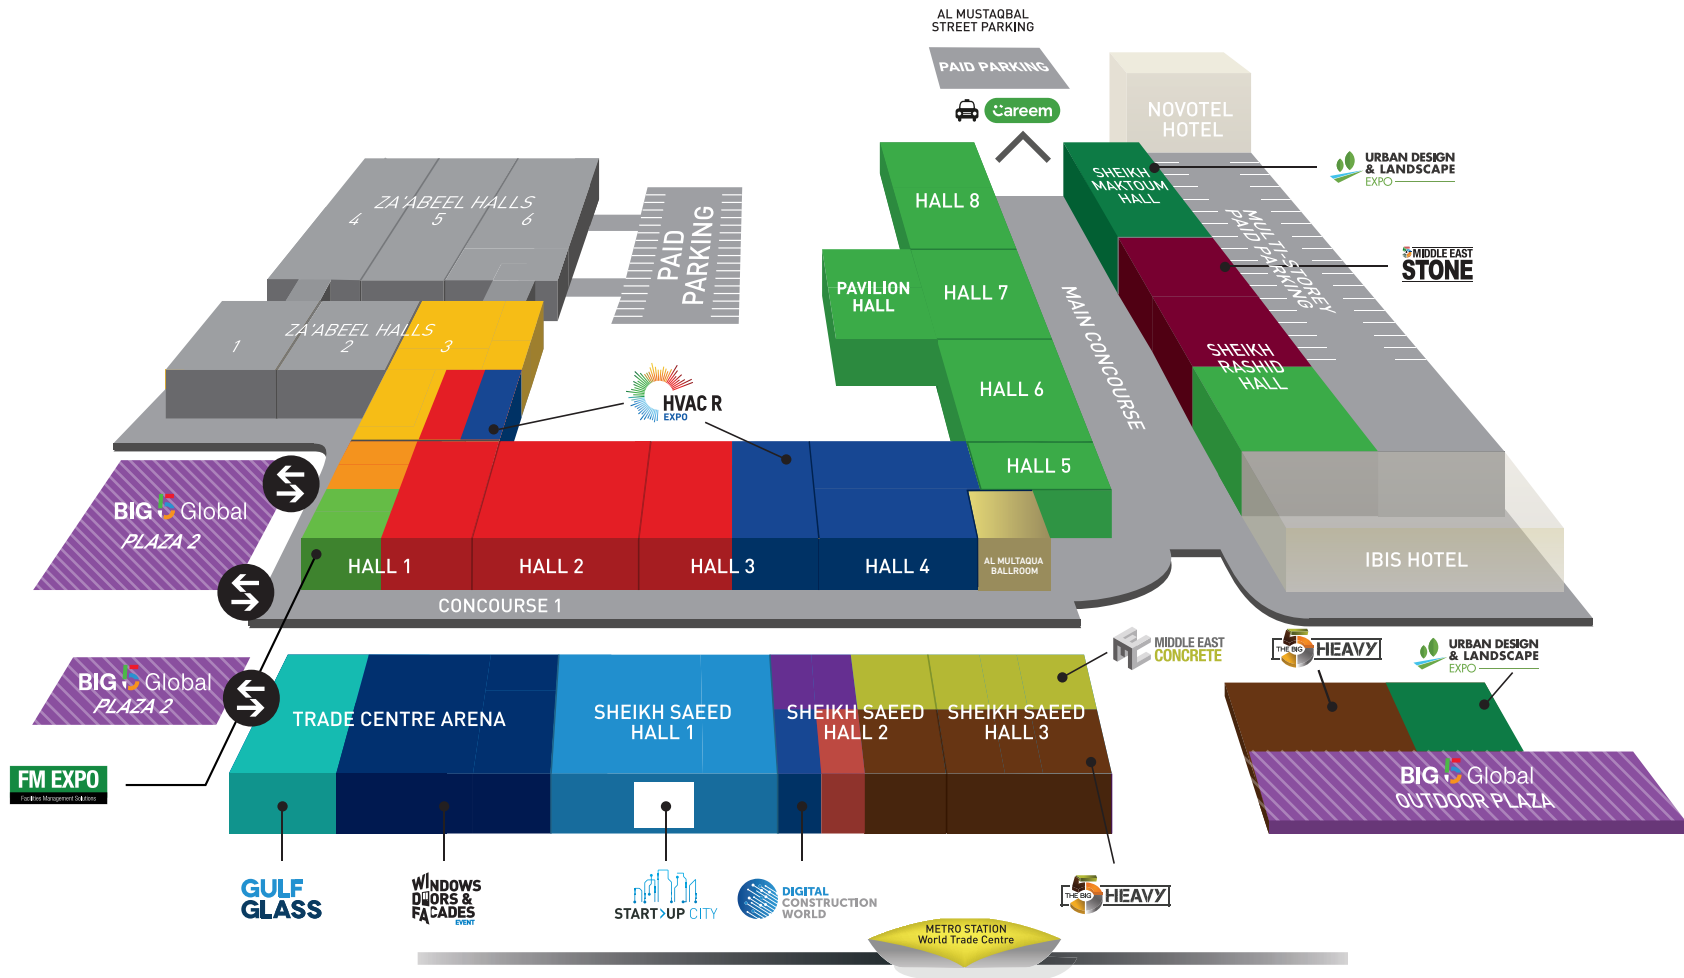 AL MUSTAQBAL
STREET PARKING
PAID PARKING
Careem
NOVOTEL
HOTEL
URBAN DESIGN
& LANDSCAPE
EXPO
SHEIKH
MAKTOUM
HALL
MULTI-STOREY
PAID PARKING
5 MIDDLE EAST
STONE
SHEIKH
RASHID
HALL
HALL 8
PAVILION
HALL
HALL 7
HALL 6
HALL 5
MAIN CONCOURSE
ZA'ABEEL HALLS
4
5
6
PAID
PARKING
ZA'ABEEL HALLS
1
2
3
HVAC R
EXPO
BIG 5 Global
PLAZA 2
HALL 1
HALL 2
HALL 3
HALL 4
AL MULTAQUA
BALLROOM
IBIS HOTEL
CONCOURSE 1
BIG 5 Global
PLAZA 2
TRADE CENTRE ARENA
SHEIKH SAEED
HALL 1
SHEIKH SAEED
HALL 2
SHEIKH SAEED
HALL 3
MEC
MIDDLE EAST
CONCRETE
THE BIG 5 HEAVY
URBAN DESIGN
& LANDSCAPE
EXPO
BIG 5 Global
OUTDOOR PLAZA
FM EXPO
Facilities Management Solutions
GULF
GLASS
WINDOWS
DOORS &
FACADES
EVENT
START>UP CITY
DIGITAL
CONSTRUCTION
WORLD
THE BIG 5 HEAVY
METRO STATION
World Trade Centre